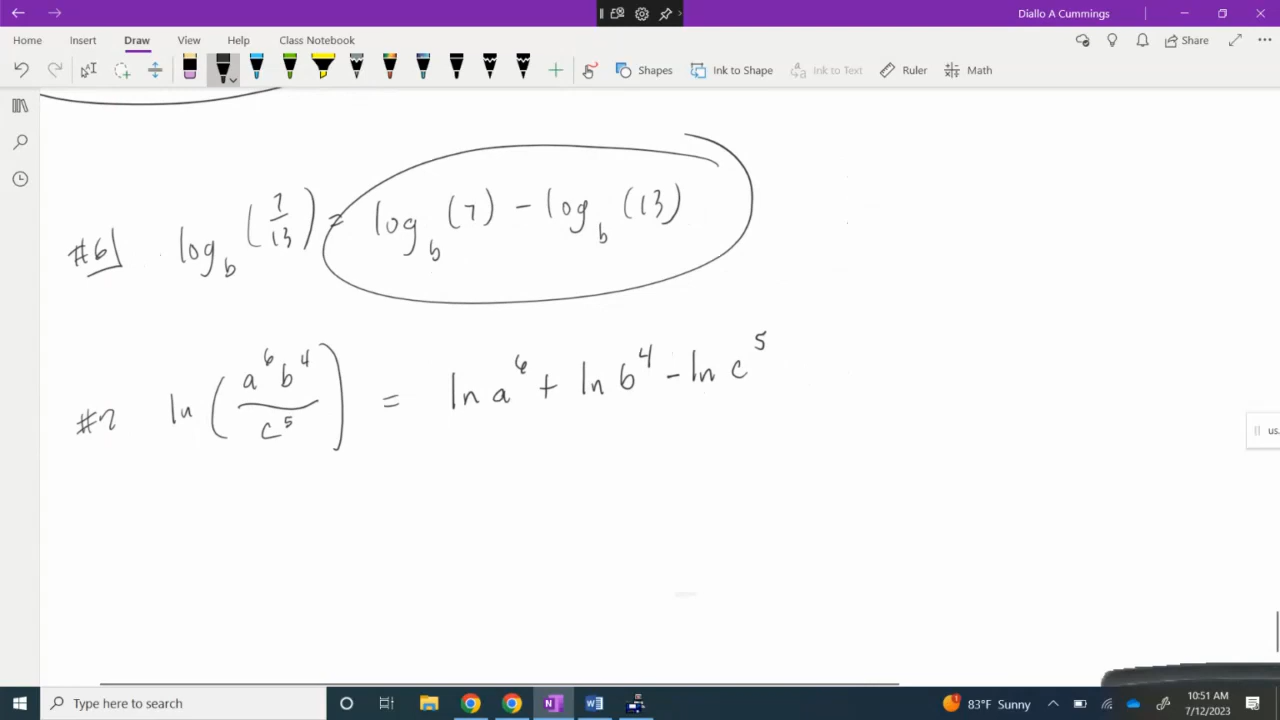 Diallo A Cummings
Home Insert Draw View Help Class Notebook Share
Shapes Ink to Shape Ink to Text Ruler Math
#6] log_b (7/13) = log_b (7) - log_b (13)
#7 ln (a^6 b^4 / c^5) = ln a^6 + ln b^4 - ln c^5
us.
Type here to search 83°F Sunny 10:51 AM
7/12/2023